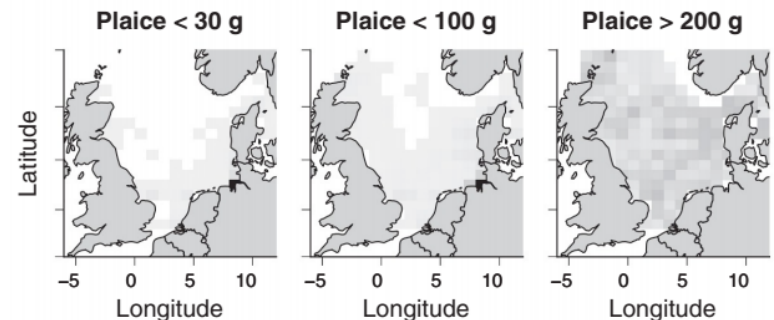 Plaice < 30 g Plaice < 100 g Plaice > 200 g
Latitude
−5 0 5 10 −5 0 5 10 −5 0 5 10
Longitude Longitude Longitude